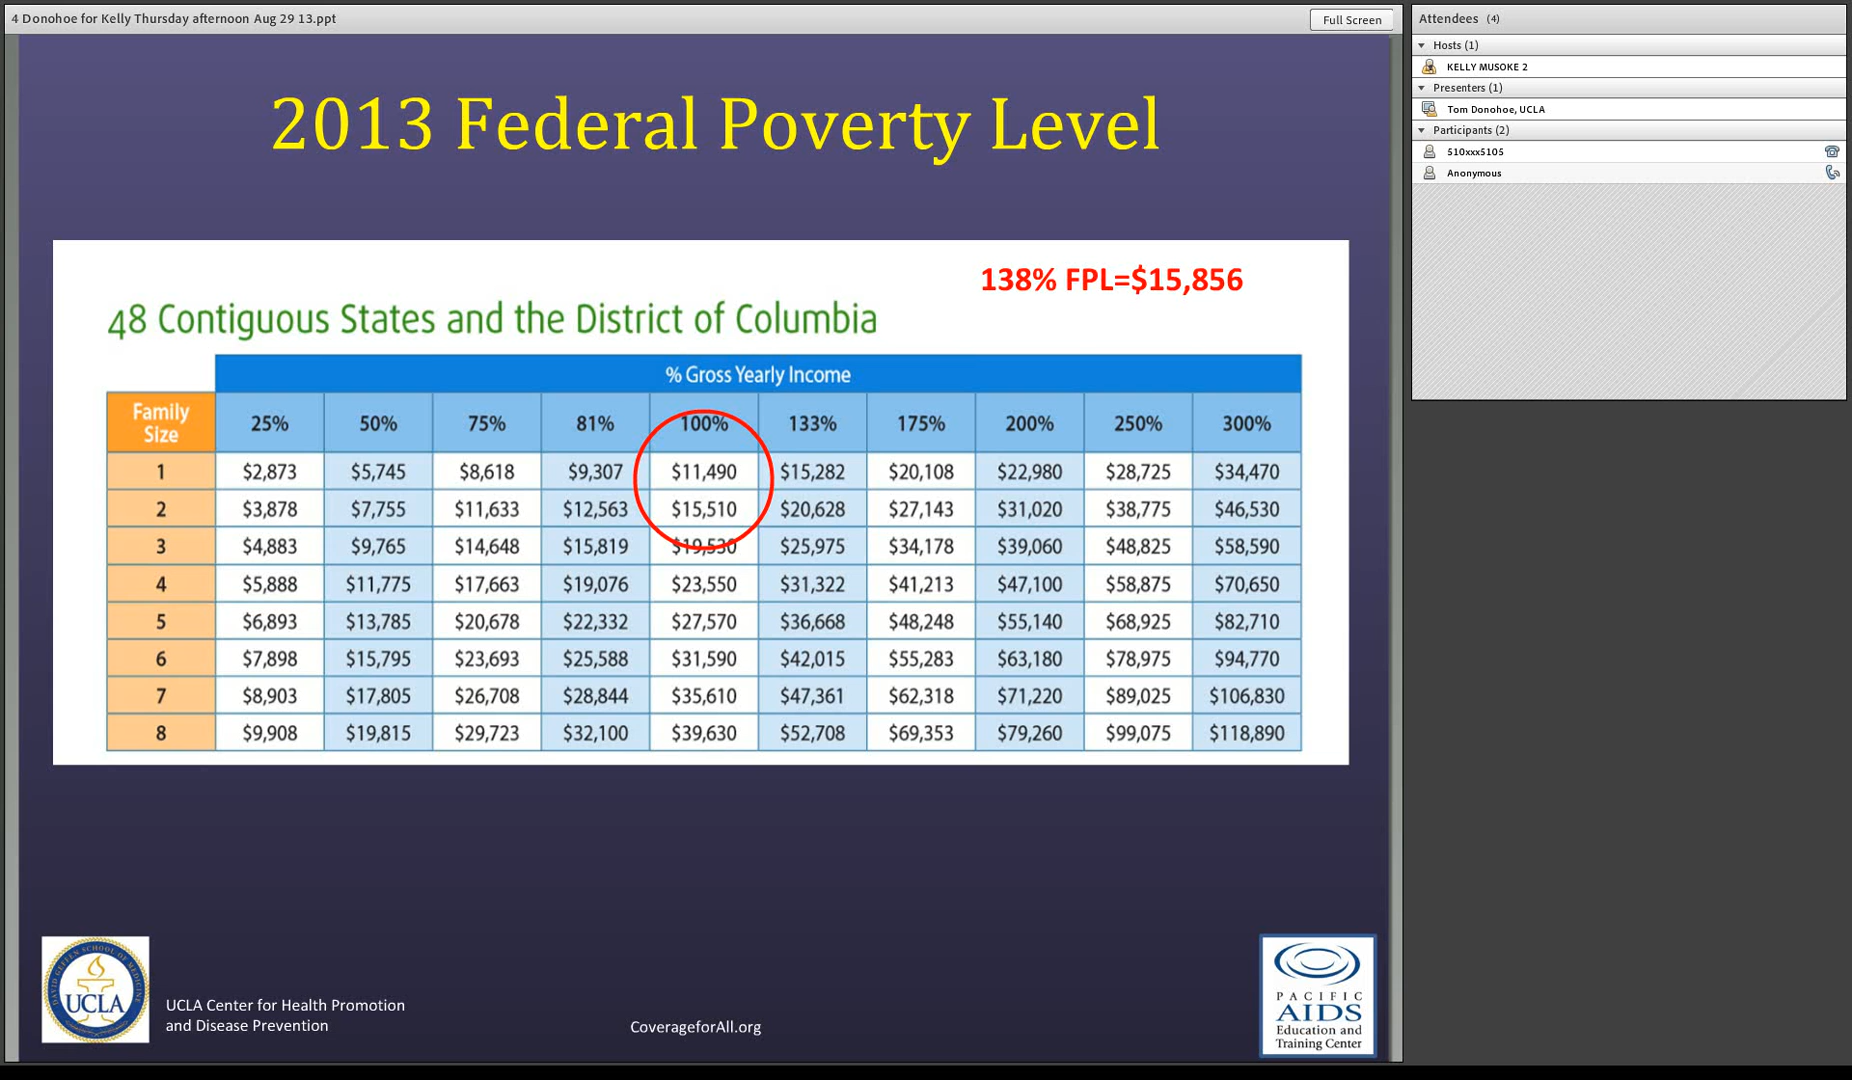 4 Donohoe for Kelly Thursday afternoon Aug 29 13.ppt
Full Screen
2013 Federal Poverty Level
138% FPL=$15,856
48 Contiguous States and the District of Columbia
% Gross Yearly Income
Family Size 25% 50% 75% 81% 100% 133% 175% 200% 250% 300%
1 $2,873 $5,745 $8,618 $9,307 $11,490 $15,282 $20,108 $22,980 $28,725 $34,470
2 $3,878 $7,755 $11,633 $12,563 $15,510 $20,628 $27,143 $31,020 $38,775 $46,530
3 $4,883 $9,765 $14,648 $15,819 $19,530 $25,975 $34,178 $39,060 $48,825 $58,590
4 $5,888 $11,775 $17,663 $19,076 $23,550 $31,322 $41,213 $47,100 $58,875 $70,650
5 $6,893 $13,785 $20,678 $22,332 $27,570 $36,668 $48,248 $55,140 $68,925 $82,710
6 $7,898 $15,795 $23,693 $25,588 $31,590 $42,015 $55,283 $63,180 $78,975 $94,770
7 $8,903 $17,805 $26,708 $28,844 $35,610 $47,361 $62,318 $71,220 $89,025 $106,830
8 $9,908 $19,815 $29,723 $32,100 $39,630 $52,708 $69,353 $79,260 $99,075 $118,890
DAVID GEFFEN SCHOOL OF MEDICINE
UCLA
UCLA Center for Health Promotion
and Disease Prevention
CoverageforAll.org
PACIFIC
AIDS
Education and
Training Center
Attendees (4)
Hosts (1)
KELLY MUSOKE 2
Presenters (1)
Tom Donohoe, UCLA
Participants (2)
510xxx5105
Anonymous